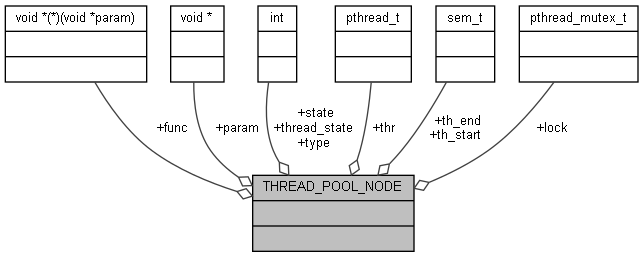 void *(*)(void *param)
void *
int
pthread_t
sem_t
pthread_mutex_t
+func
+param
+state
+thread_state
+type
+thr
+th_end
+th_start
+lock
THREAD_POOL_NODE